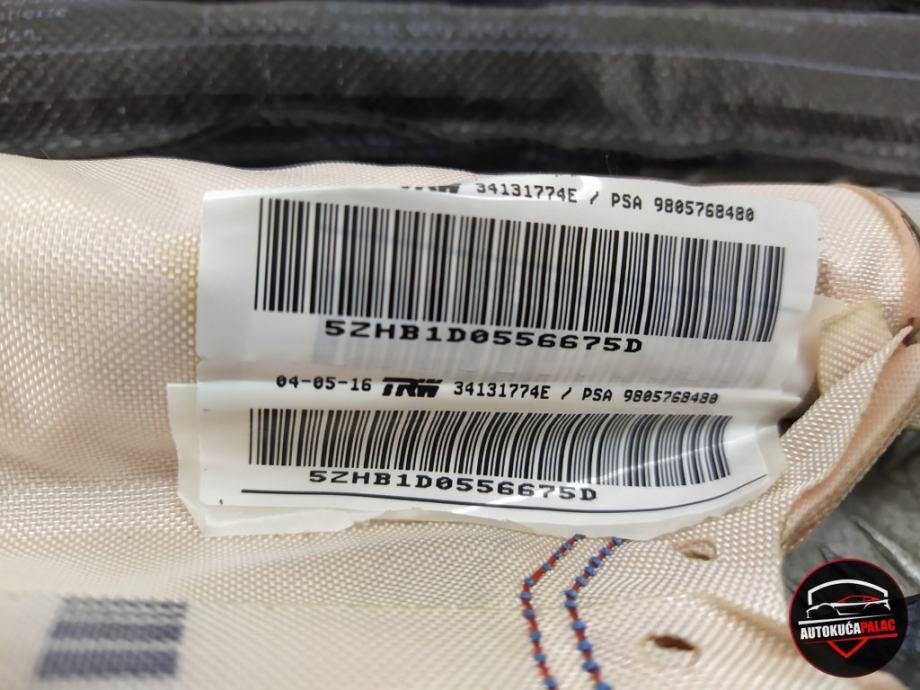 TRW 34131774E / PSA 9805768480
5ZHB1D0556675D
04-05-16 TRW 34131774E / PSA 9805768480
5ZHB1D0556675D
AUTOKUĆA PALAC